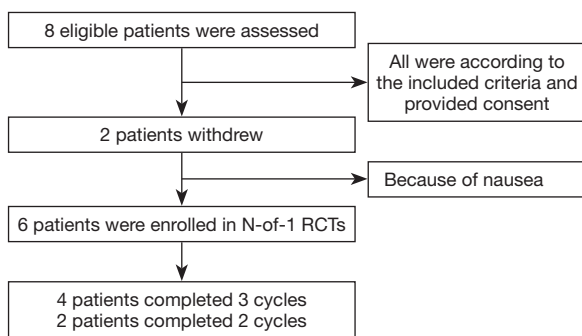 8 eligible patients were assessed
All were according to
the included criteria and
provided consent
2 patients withdrew
Because of nausea
6 patients were enrolled in N-of-1 RCTs
4 patients completed 3 cycles
2 patients completed 2 cycles